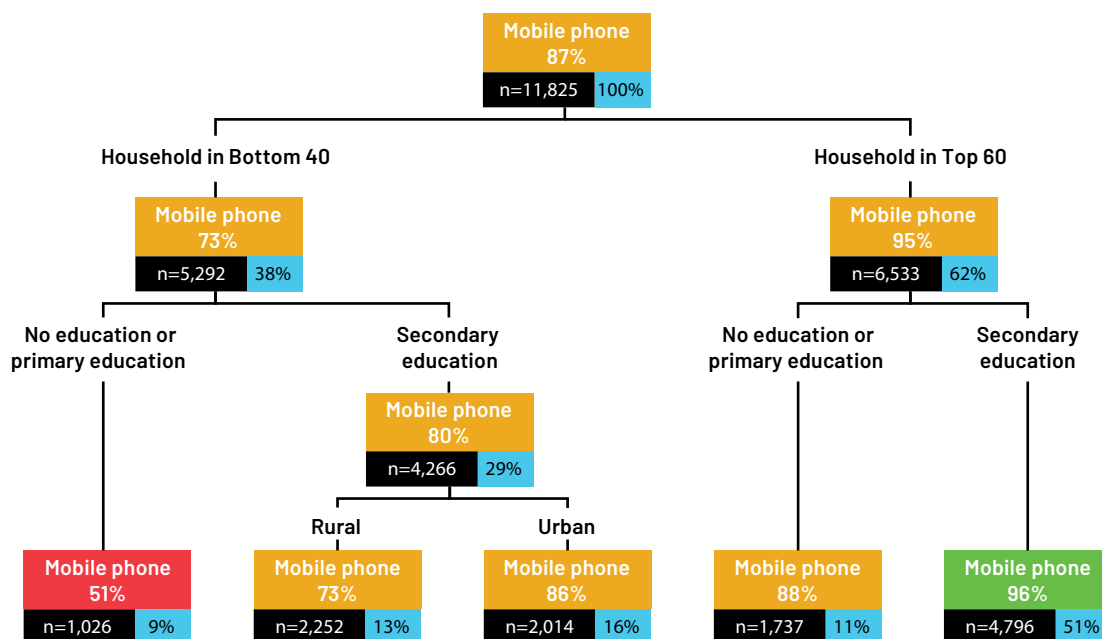 Mobile phone
87%
n=11,825 100%
Household in Bottom 40
Household in Top 60
Mobile phone
73%
n=5,292 38%
Mobile phone
95%
n=6,533 62%
No education or
primary education
Secondary
education
No education or
primary education
Secondary
education
Mobile phone
80%
n=4,266 29%
Rural
Urban
Mobile phone
51%
n=1,026 9%
Mobile phone
73%
n=2,252 13%
Mobile phone
86%
n=2,014 16%
Mobile phone
88%
n=1,737 11%
Mobile phone
96%
n=4,796 51%